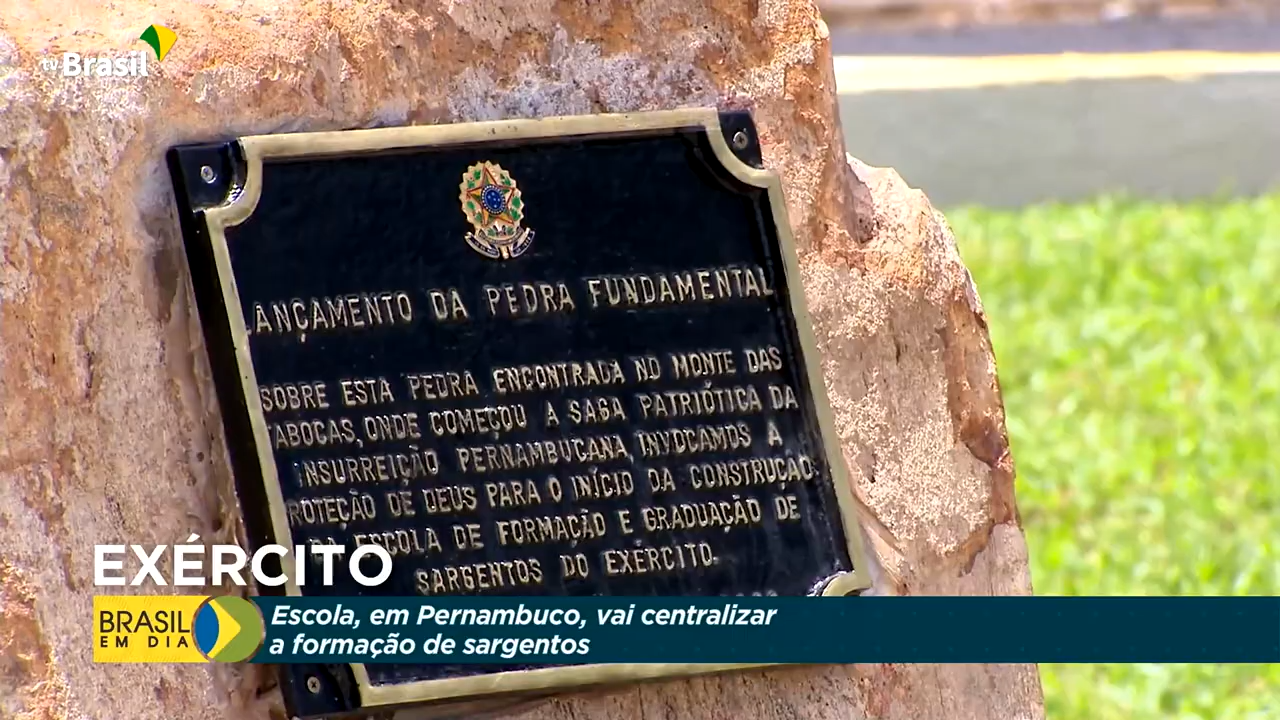 tv Brasil
LANÇAMENTO DA PEDRA FUNDAMENTAL
SOBRE ESTA PEDRA ENCONTRADA NO MONTE DAS
TABOCAS, ONDE COMEÇOU A SAGA PATRIÓTICA DA
INSURREIÇÃO PERNAMBUCANA, INVOCAMOS A
PROTEÇÃO DE DEUS PARA O INÍCIO DA CONSTRUÇÃO
DA ESCOLA DE FORMAÇÃO E GRADUAÇÃO DE
SARGENTOS DO EXÉRCITO.
EXÉRCITO
BRASIL
EM DIA
Escola, em Pernambuco, vai centralizar
a formação de sargentos